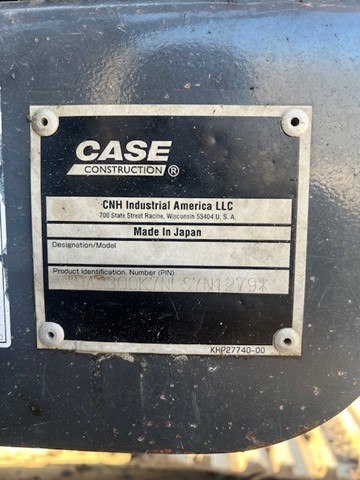 CASE
CONSTRUCTION ®
CNH Industrial America LLC
700 State Street Racine, Wisconsin 53404 U. S. A.
Made In Japan
Designation/Model
Product Identification Number (PIN)
KHP27740-00